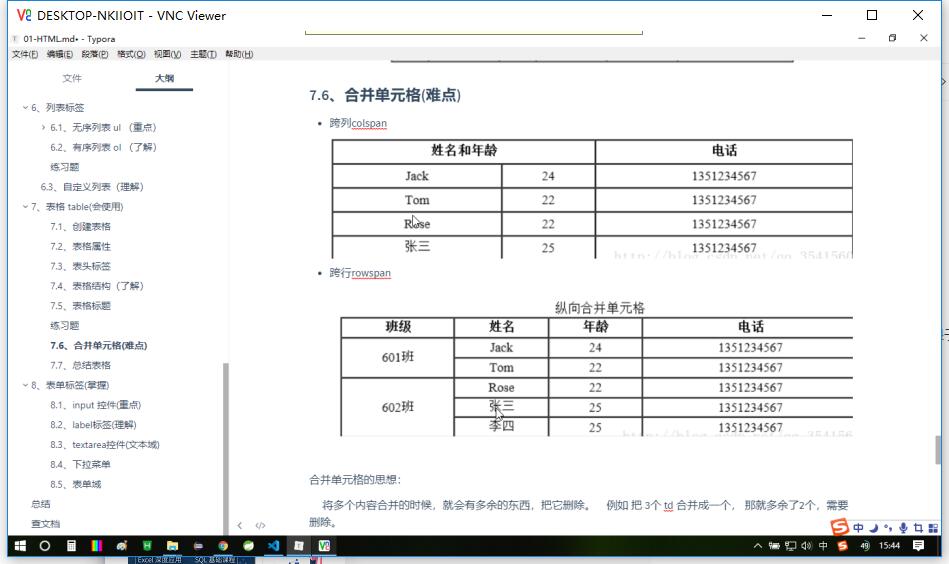 DESKTOP-NKIIOIT - VNC Viewer
01-HTML.md• - Typora
文件(F) 编辑(E) 段落(P) 格式(O) 视图(V) 主题(T) 帮助(H)
文件 大纲
6、列表标签
6.1、无序列表 ul （重点）
6.2、有序列表 ol （了解）
练习题
6.3、自定义列表（理解）
7、表格 table(会使用)
7.1、创建表格
7.2、表格属性
7.3、表头标签
7.4、表格结构（了解）
7.5、表格标题
练习题
7.6、合并单元格(难点)
7.7、总结表格
8、表单标签(掌握)
8.1、input 控件(重点)
8.2、label标签(理解)
8.3、textarea控件(文本域)
8.4、下拉菜单
8.5、表单域
总结
查文档
7.6、合并单元格(难点)
• 跨列colspan
姓名和年龄 电话
Jack 24 1351234567
Tom 22 1351234567
Rose 22 1351234567
张三 25 1351234567
• 跨行rowspan
纵向合并单元格
班级 姓名 年龄 电话
601班 Jack 24 1351234567
Tom 22 1351234567
602班 Rose 22 1351234567
张三 25 1351234567
李四 25 1351234567
合并单元格的思想：
将多个内容合并的时候，就会有多余的东西，把它删除。 例如 把 3个 td 合并成一个， 那就多余了2个，需要
删除。
</>
中
中 15:44
Excel 深度应用 SQL 基础课程